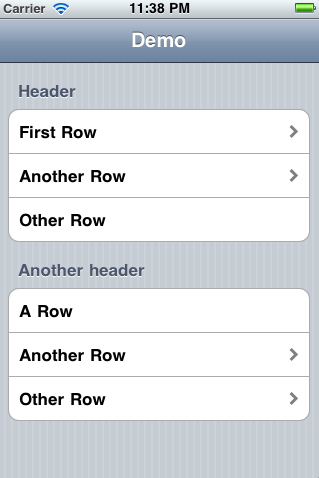 Carrier 11:38 PM
Demo
Header
First Row
Another Row
Other Row
Another header
A Row
Another Row
Other Row